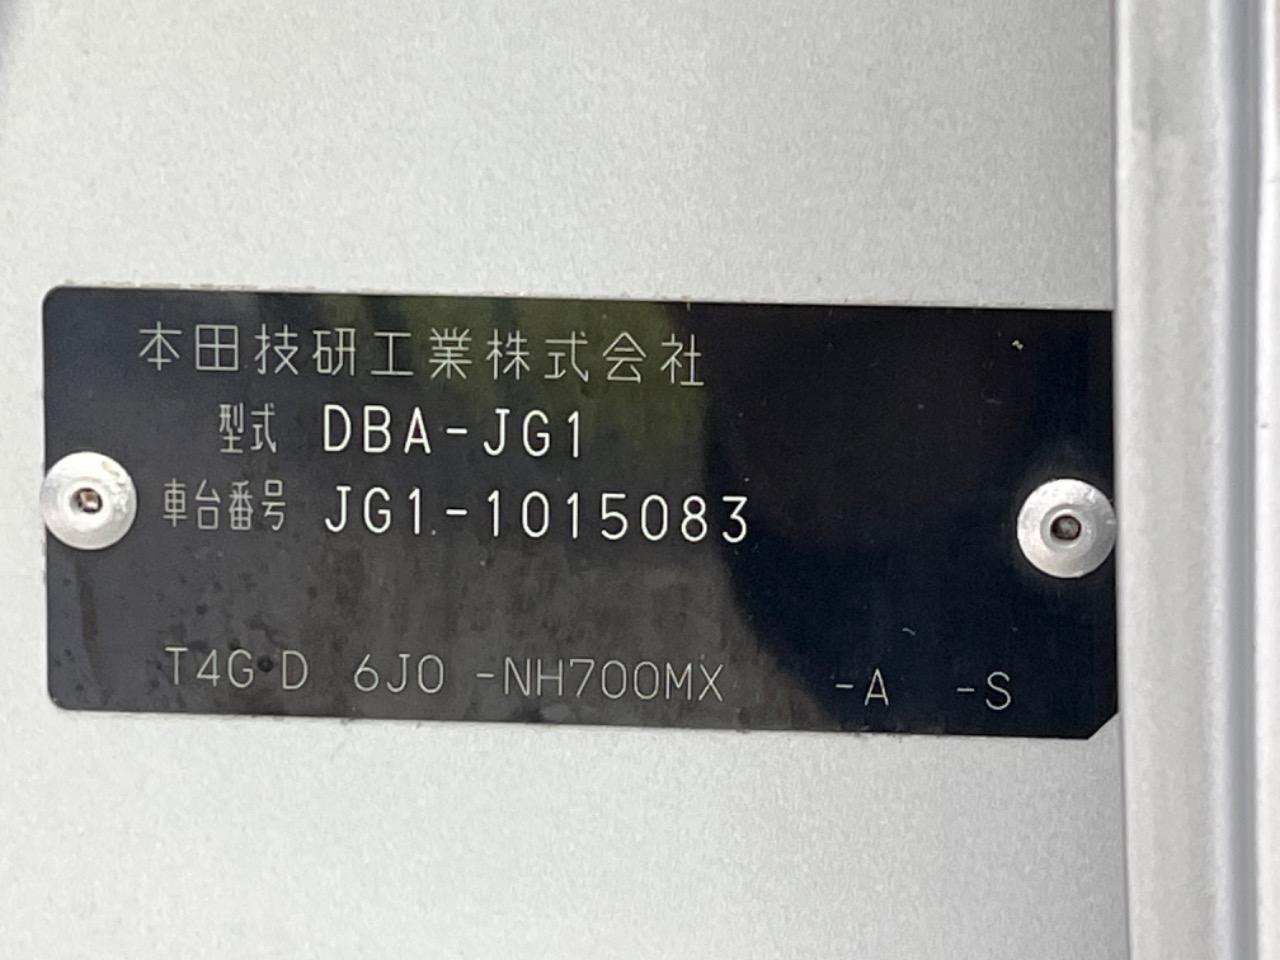 本田技研工業株式会社
型式 DBA-JG1
車台番号 JG1-1015083
T4G D 6J0 -NH700MX -A -S